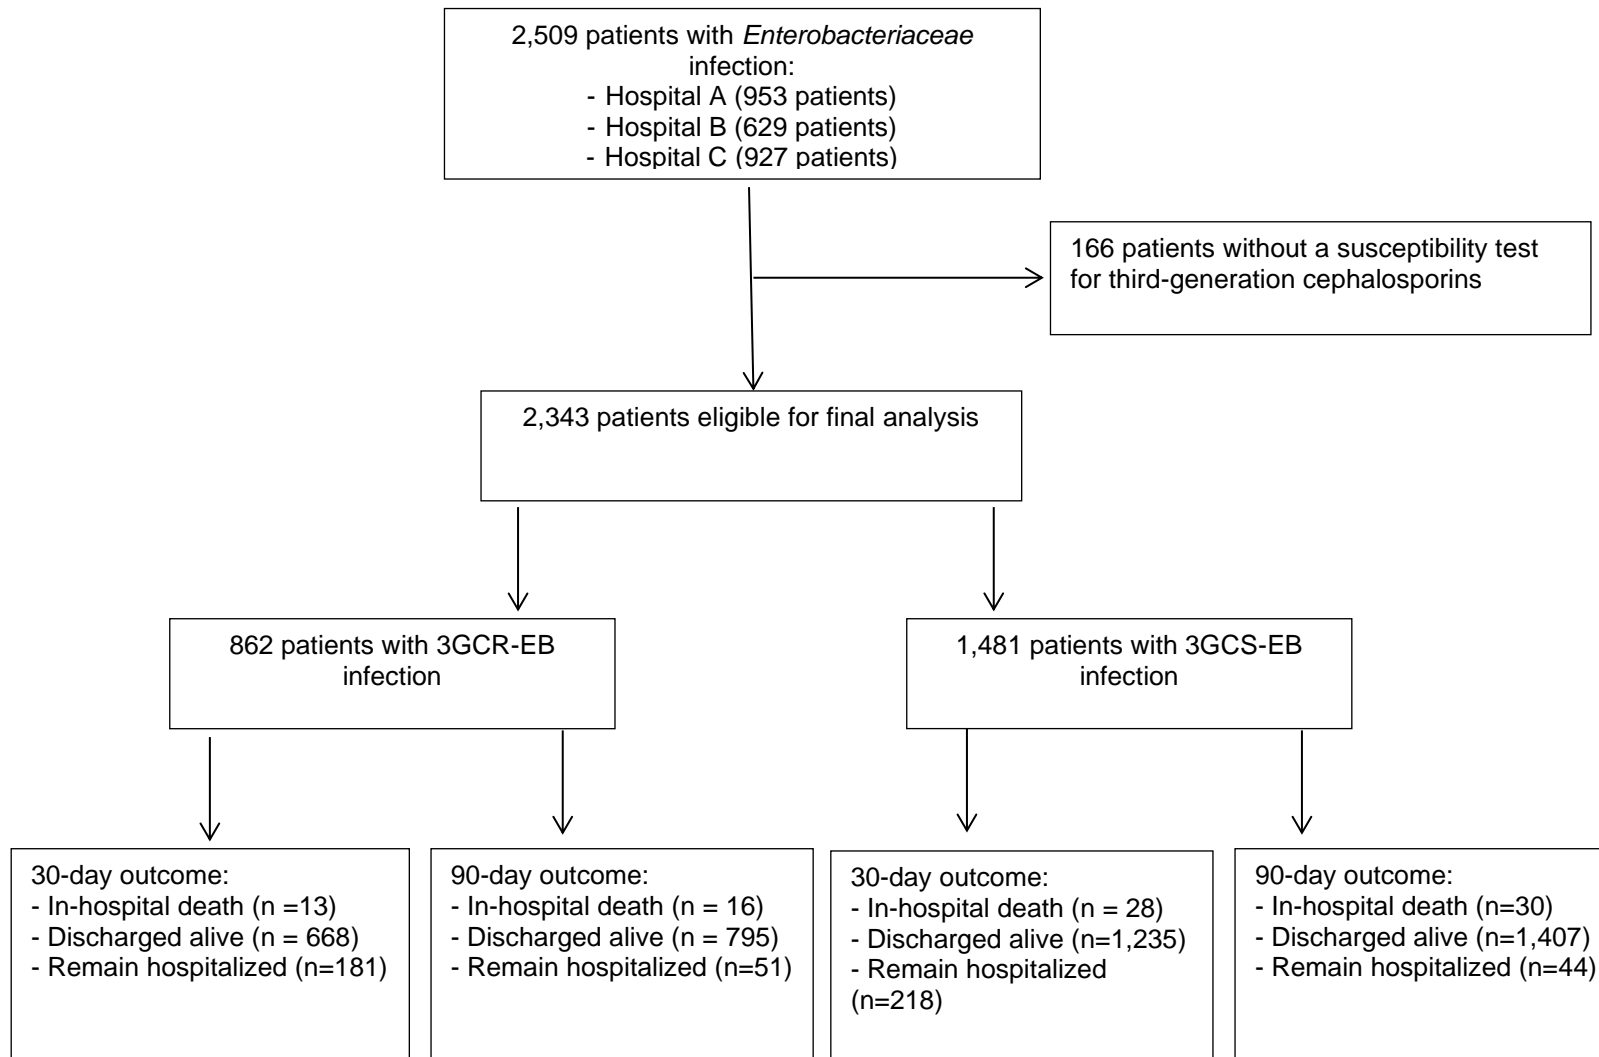 2,509 patients with Enterobacteriaceae
infection:
- Hospital A (953 patients)
- Hospital B (629 patients)
- Hospital C (927 patients)
166 patients without a susceptibility test
for third-generation cephalosporins
2,343 patients eligible for final analysis
862 patients with 3GCR-EB
infection
1,481 patients with 3GCS-EB
infection
30-day outcome:
- In-hospital death (n =13)
- Discharged alive (n = 668)
- Remain hospitalized (n=181)
90-day outcome:
- In-hospital death (n = 16)
- Discharged alive (n = 795)
- Remain hospitalized (n=51)
30-day outcome:
- In-hospital death (n = 28)
- Discharged alive (n=1,235)
- Remain hospitalized
(n=218)
90-day outcome:
- In-hospital death (n=30)
- Discharged alive (n=1,407)
- Remain hospitalized (n=44)